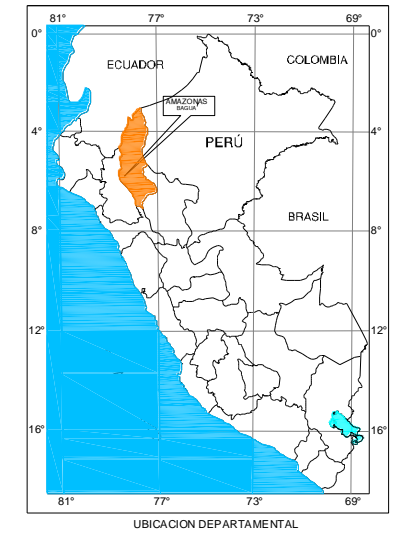 81° 77° 73° 69°
0° 0°
ECUADOR
COLOMBIA
AMAZONAS
BAGUA
4° 4°
PERÚ
BRASIL
8° 8°
12° 12°
16° 16°
81° 77° 73° 69°
UBICACION DEPARTAMENTAL